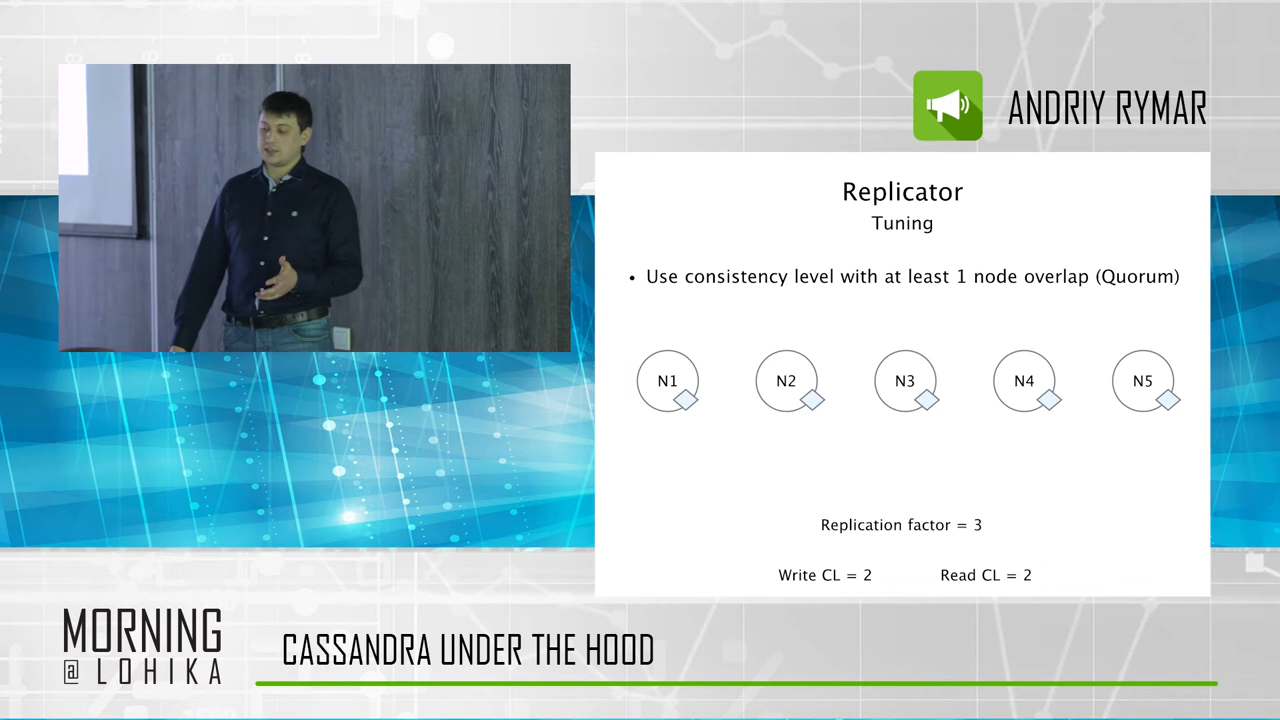 ANDRIY RYMAR
Replicator
Tuning
• Use consistency level with at least 1 node overlap (Quorum)
N1 N2 N3 N4 N5
Replication factor = 3
Write CL = 2 Read CL = 2
MORNING
@ LOHIKA
CASSANDRA UNDER THE HOOD